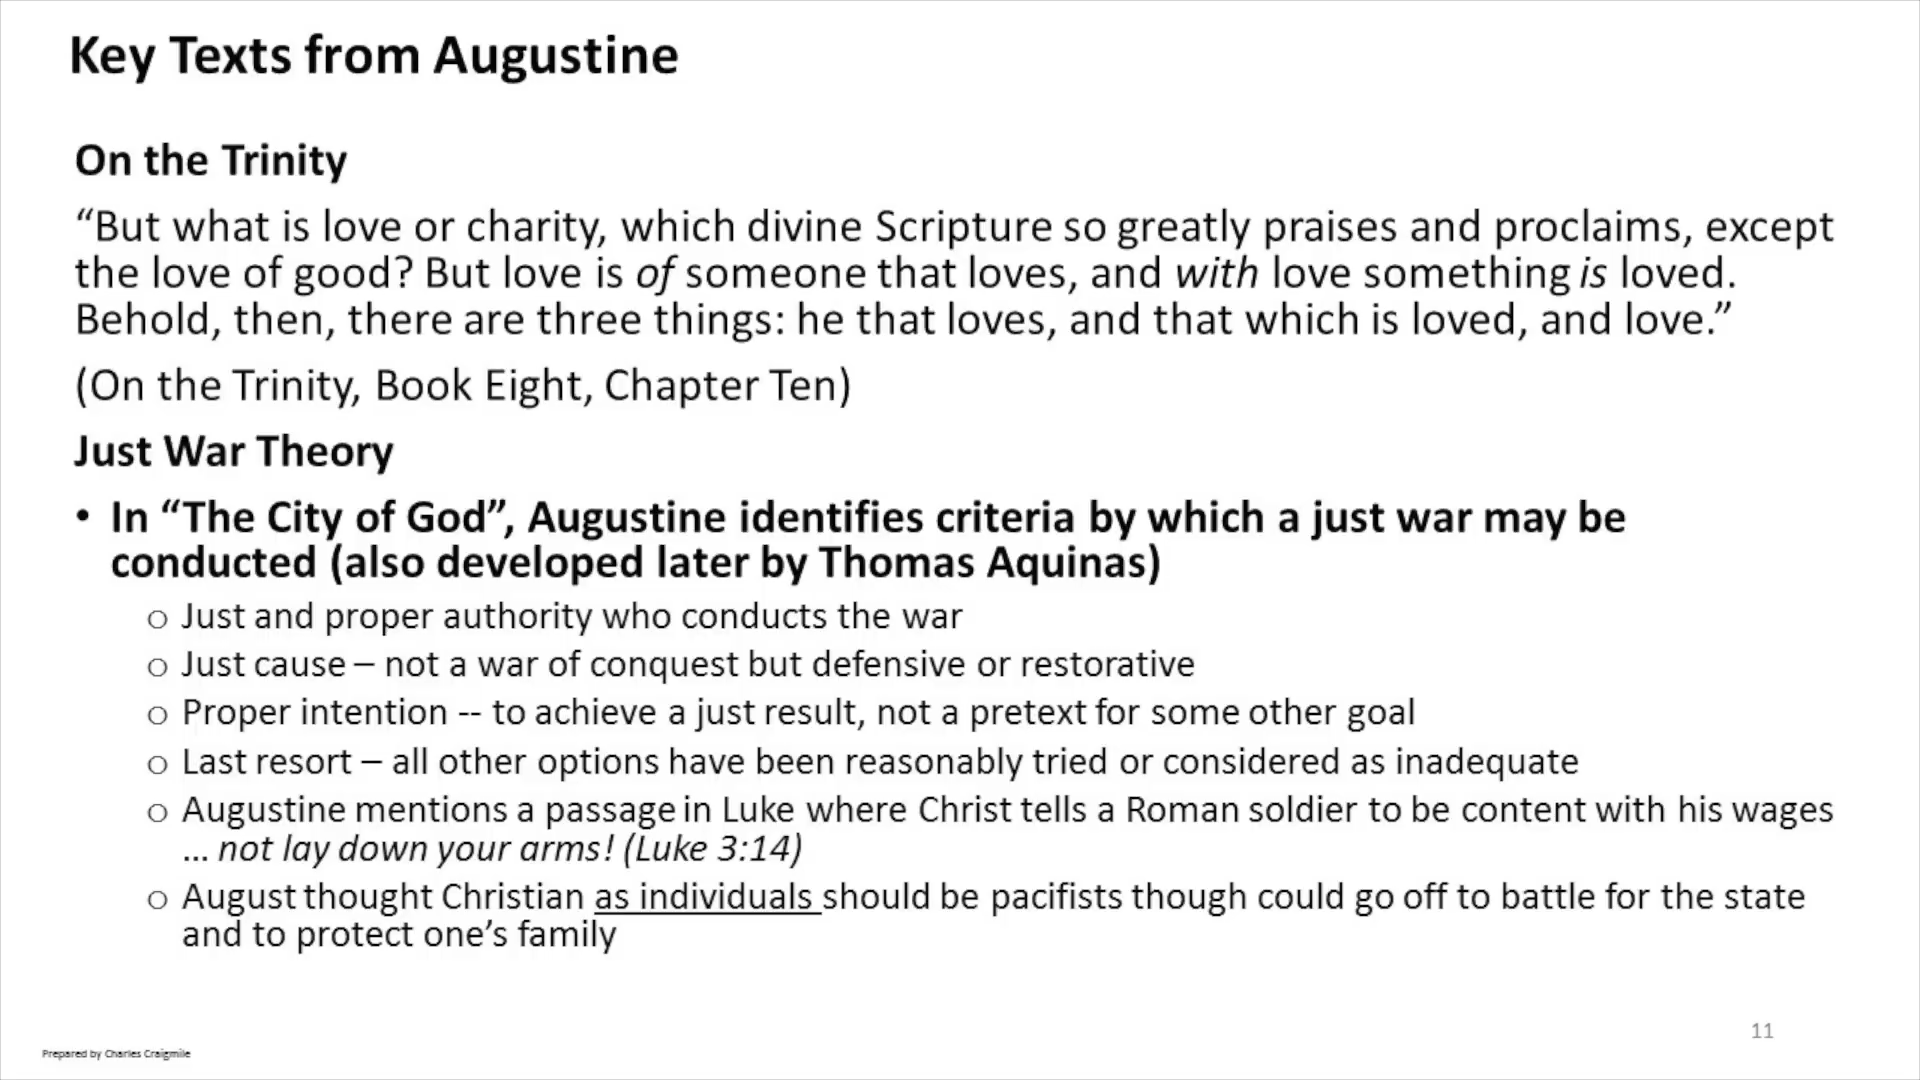 Key Texts from Augustine
On the Trinity
“But what is love or charity, which divine Scripture so greatly praises and proclaims, except
the love of good? But love is of someone that loves, and with love something is loved.
Behold, then, there are three things: he that loves, and that which is loved, and love.”
(On the Trinity, Book Eight, Chapter Ten)
Just War Theory
• In “The City of God”, Augustine identifies criteria by which a just war may be
conducted (also developed later by Thomas Aquinas)
o Just and proper authority who conducts the war
o Just cause – not a war of conquest but defensive or restorative
o Proper intention -- to achieve a just result, not a pretext for some other goal
o Last resort – all other options have been reasonably tried or considered as inadequate
o Augustine mentions a passage in Luke where Christ tells a Roman soldier to be content with his wages
... not lay down your arms! (Luke 3:14)
o August thought Christian as individuals should be pacifists though could go off to battle for the state
and to protect one’s family
11
Prepared by Charles Craigmile